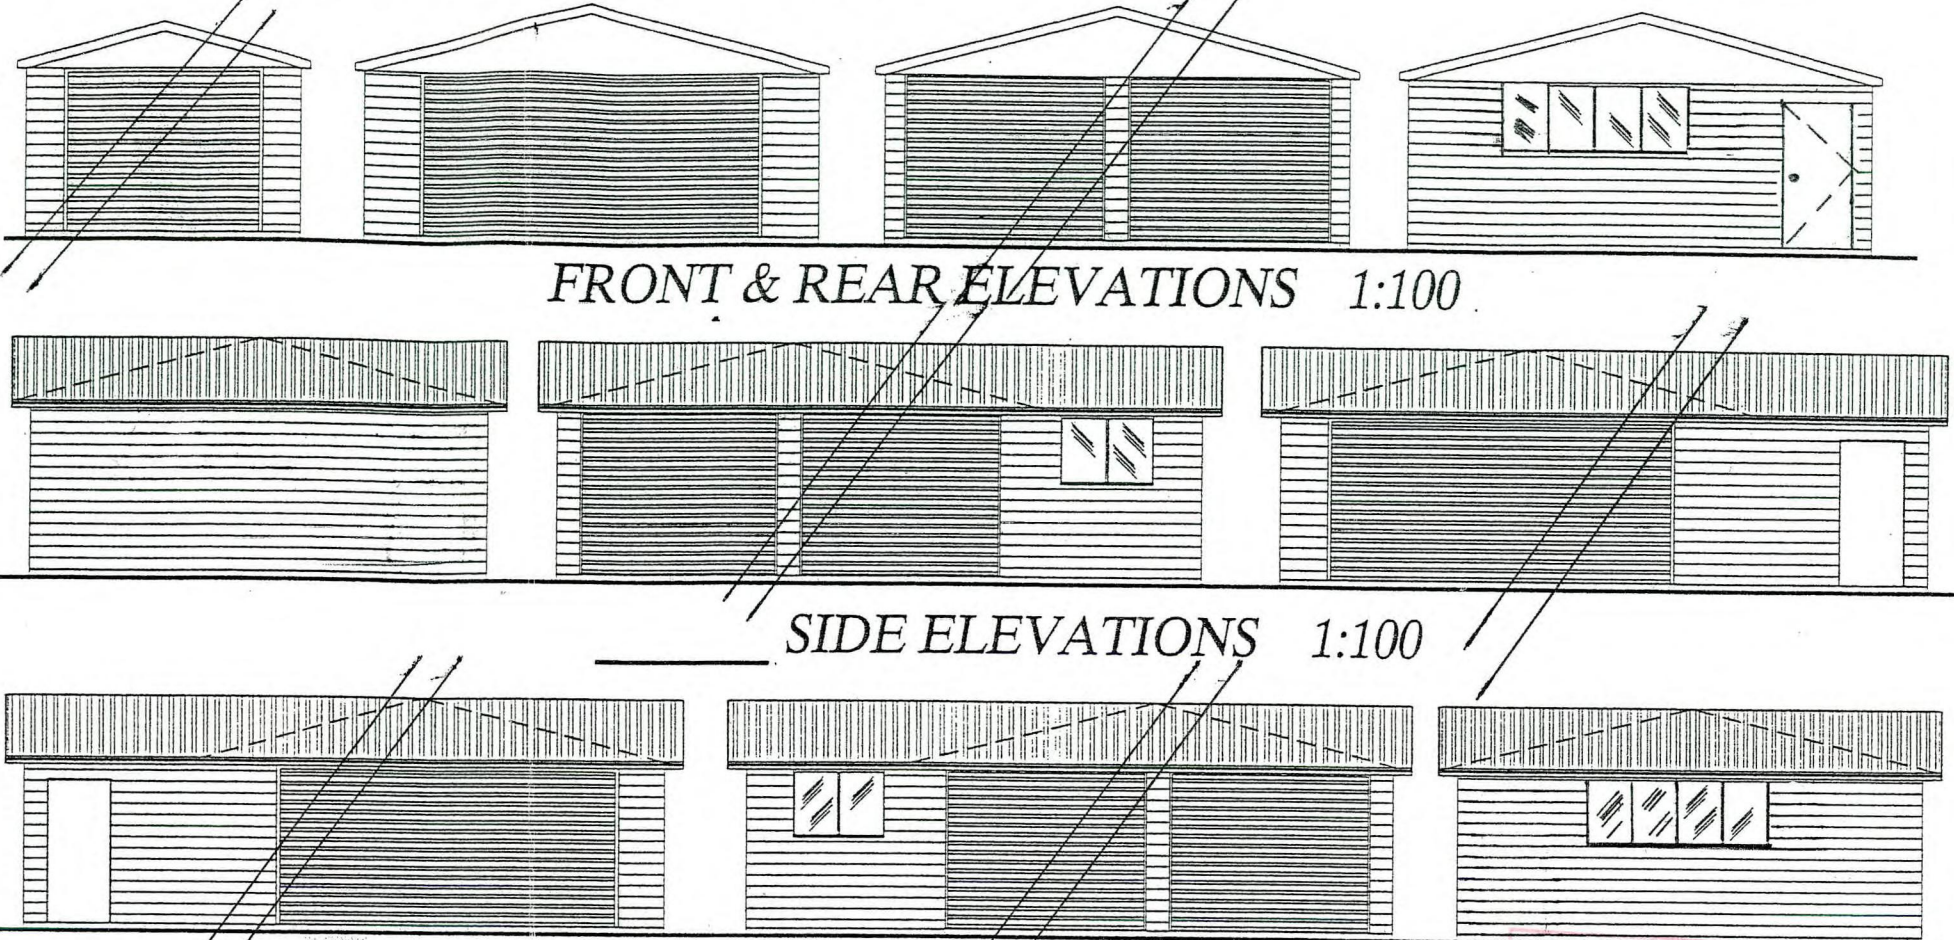 FRONT & REAR ELEVATIONS 1:100
SIDE ELEVATIONS 1:100